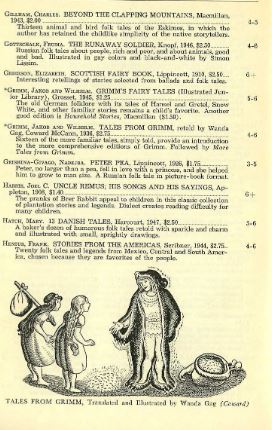 GILLHAM, CHARLES. BEYOND THE CLAPPING MOUNTAINS, Macmillan,
1943, $2.00 4-5
Thirteen animal and bird folk tales of the Eskimos, in which the
author has retained the childlike simplicity of the native storytellers.
GOTTSCHALK, FRUMA. THE RUNAWAY SOLDIER, Knopf, 1946, $2.50 4-6
Russian folk tales about people, rich and poor, and about animals, good
and bad. Illustrated in gay colors and black-and-white by Simon
Lissim.
GRIERSON, ELIZABETH. SCOTTISH FAIRY BOOK, Lippincott, 1910, $2.50 6+
Interesting retellings of stories selected from ballads and folk tales.
*GRIMM, JAKOB AND WILHELM. GRIMM'S FAIRY TALES (Illustrated Jun-
ior Library), Grosset, 1945, -6
The old German folklore with its tales of Hansel and Gretel, Snow
White, and other familiar stories remains a child's favorite. Another
good edition is Household Stories, Macmillan ($1.50).
*GRIMM, JAKOB AND WILHELM. TALES FROM GRIMM, retold by Wanda
Gag, Coward McCann, 1936, $2.75 4-6
Sixteen of the more familiar tales, simply told, provide an introduction
to the more comprehensive editions of Grimm. Followed by More
Tales from Grimm.
PETER PEA, Lippincott, 1926, $1.75 3-5
Peter, no larger than a pea, fell in love with a princess, and she helped
him to grow to man size. A Russian folk tale in picture-book format.
HARRIS, JOEL C. UNCLE REMUS; HIS SONGS AND HIS SAYINGS, Ap-
pleton, 6+
The pranks of Brer Rabbit appeal to children in this classic collection
of plantation stories and legends. Dialect creates reading difficulty for
many children.
HATCH, MARY. 13 DANISH TALES, Harcourt, 1947, $2.50 5-6
A baker's dozen of humorous folk tales retold with sparkle and charm
and illustrated with small, sprightly drawings.
HENIUS, FRANK. STORIES FROM THE AMERICAS, Scribner, 1944, $2.75 4-6
Twenty folk tales and legends from Mexico, Central and South Amer-
ica, chosen because they are favorites of the people.
TALES FROM GRIMM, Translated and Illustrated by Wanda Gag (Coward)